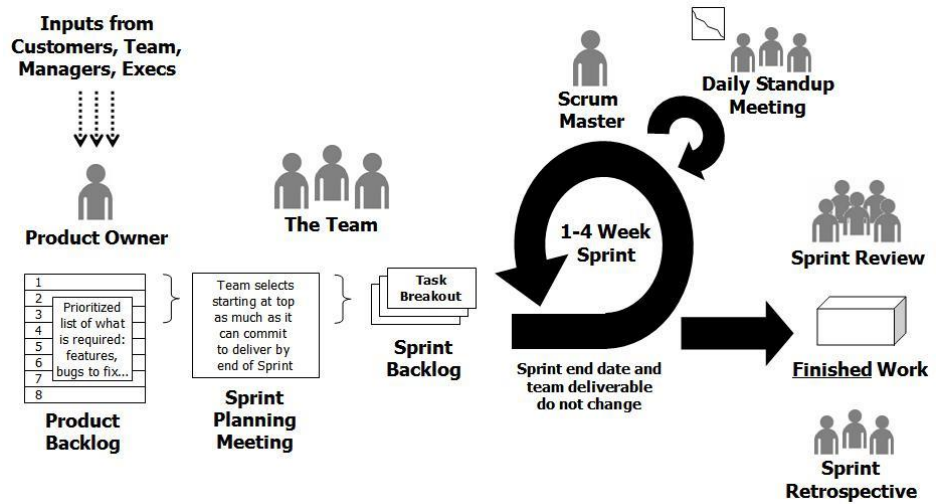 Inputs from
Customers, Team,
Managers, Execs
Product Owner
The Team
Scrum
Master
Daily Standup
Meeting
1
2
3
4
5
6
7
8
Prioritized
list of what
is required:
features,
bugs to fix...
Product
Backlog
Team selects
starting at top
as much as it
can commit
to deliver by
end of Sprint
Sprint
Planning
Meeting
Task
Breakout
Sprint
Backlog
1-4 Week
Sprint
Sprint end date and
team deliverable
do not change
Sprint Review
Finished Work
Sprint
Retrospective